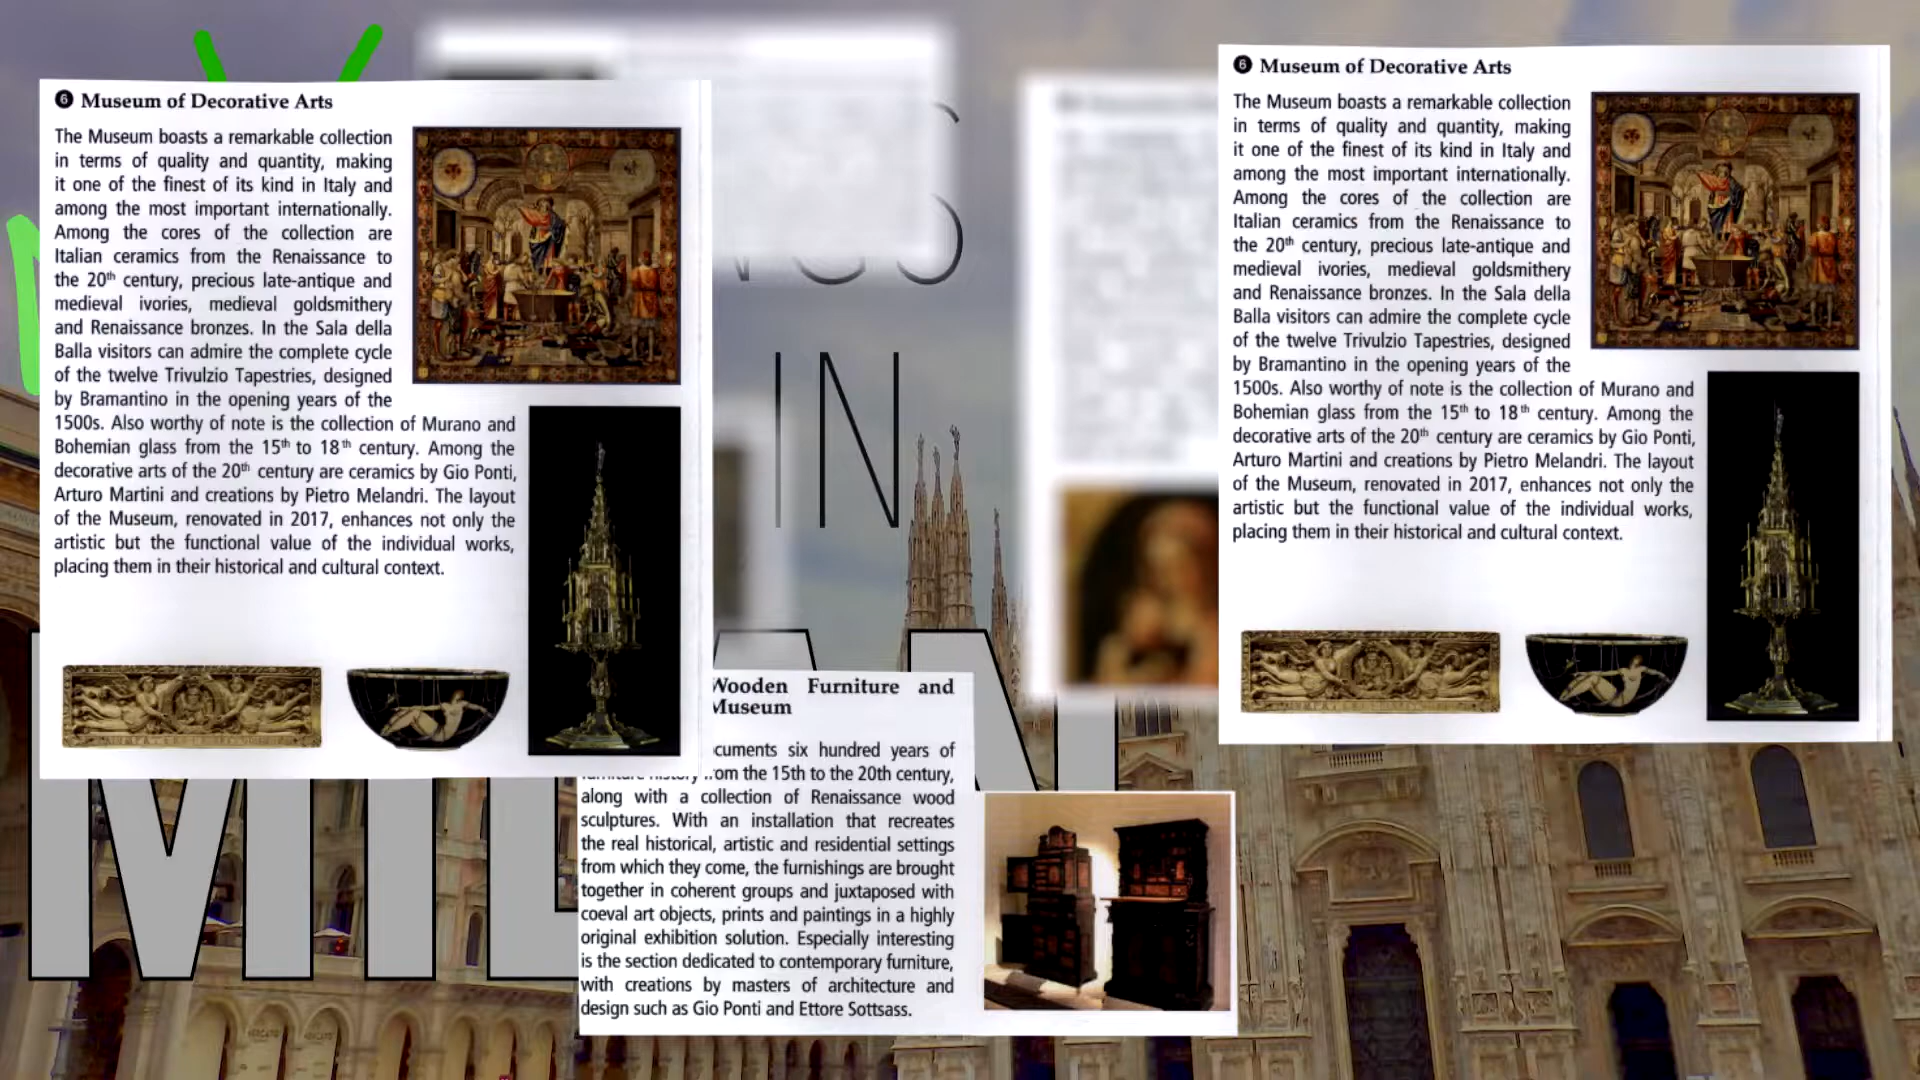 ❻ Museum of Decorative Arts
The Museum boasts a remarkable collection
in terms of quality and quantity, making
it one of the finest of its kind in Italy and
among the most important internationally.
Among the cores of the collection are
Italian ceramics from the Renaissance to
the 20th century, precious late-antique and
medieval ivories, medieval goldsmithery
and Renaissance bronzes. In the Sala della
Balla visitors can admire the complete cycle
of the twelve Trivulzio Tapestries, designed
by Bramantino in the opening years of the
1500s. Also worthy of note is the collection of Murano and
Bohemian glass from the 15th to 18th century. Among the
decorative arts of the 20th century are ceramics by Gio Ponti,
Arturo Martini and creations by Pietro Melandri. The layout
of the Museum, renovated in 2017, enhances not only the
artistic but the functional value of the individual works,
placing them in their historical and cultural context.
IN
Wooden Furniture and
Museum
six hundred years of
from the 15th to the 20th century,
along with a collection of Renaissance wood
sculptures. With an installation that recreates
the real historical, artistic and residential settings
from which they come, the furnishings are brought
together in coherent groups and juxtaposed with
coeval art objects, prints and paintings in a highly
original exhibition solution. Especially interesting
is the section dedicated to contemporary furniture,
with creations by masters of architecture and
design such as Gio Ponti and Ettore Sottsass.
MILAN
❻ Museum of Decorative Arts
The Museum boasts a remarkable collection
in terms of quality and quantity, making
it one of the finest of its kind in Italy and
among the most important internationally.
Among the cores of the collection are
Italian ceramics from the Renaissance to
the 20th century, precious late-antique and
medieval ivories, medieval goldsmithery
and Renaissance bronzes. In the Sala della
Balla visitors can admire the complete cycle
of the twelve Trivulzio Tapestries, designed
by Bramantino in the opening years of the
1500s. Also worthy of note is the collection of Murano and
Bohemian glass from the 15th to 18th century. Among the
decorative arts of the 20th century are ceramics by Gio Ponti,
Arturo Martini and creations by Pietro Melandri. The layout
of the Museum, renovated in 2017, enhances not only the
artistic but the functional value of the individual works,
placing them in their historical and cultural context.